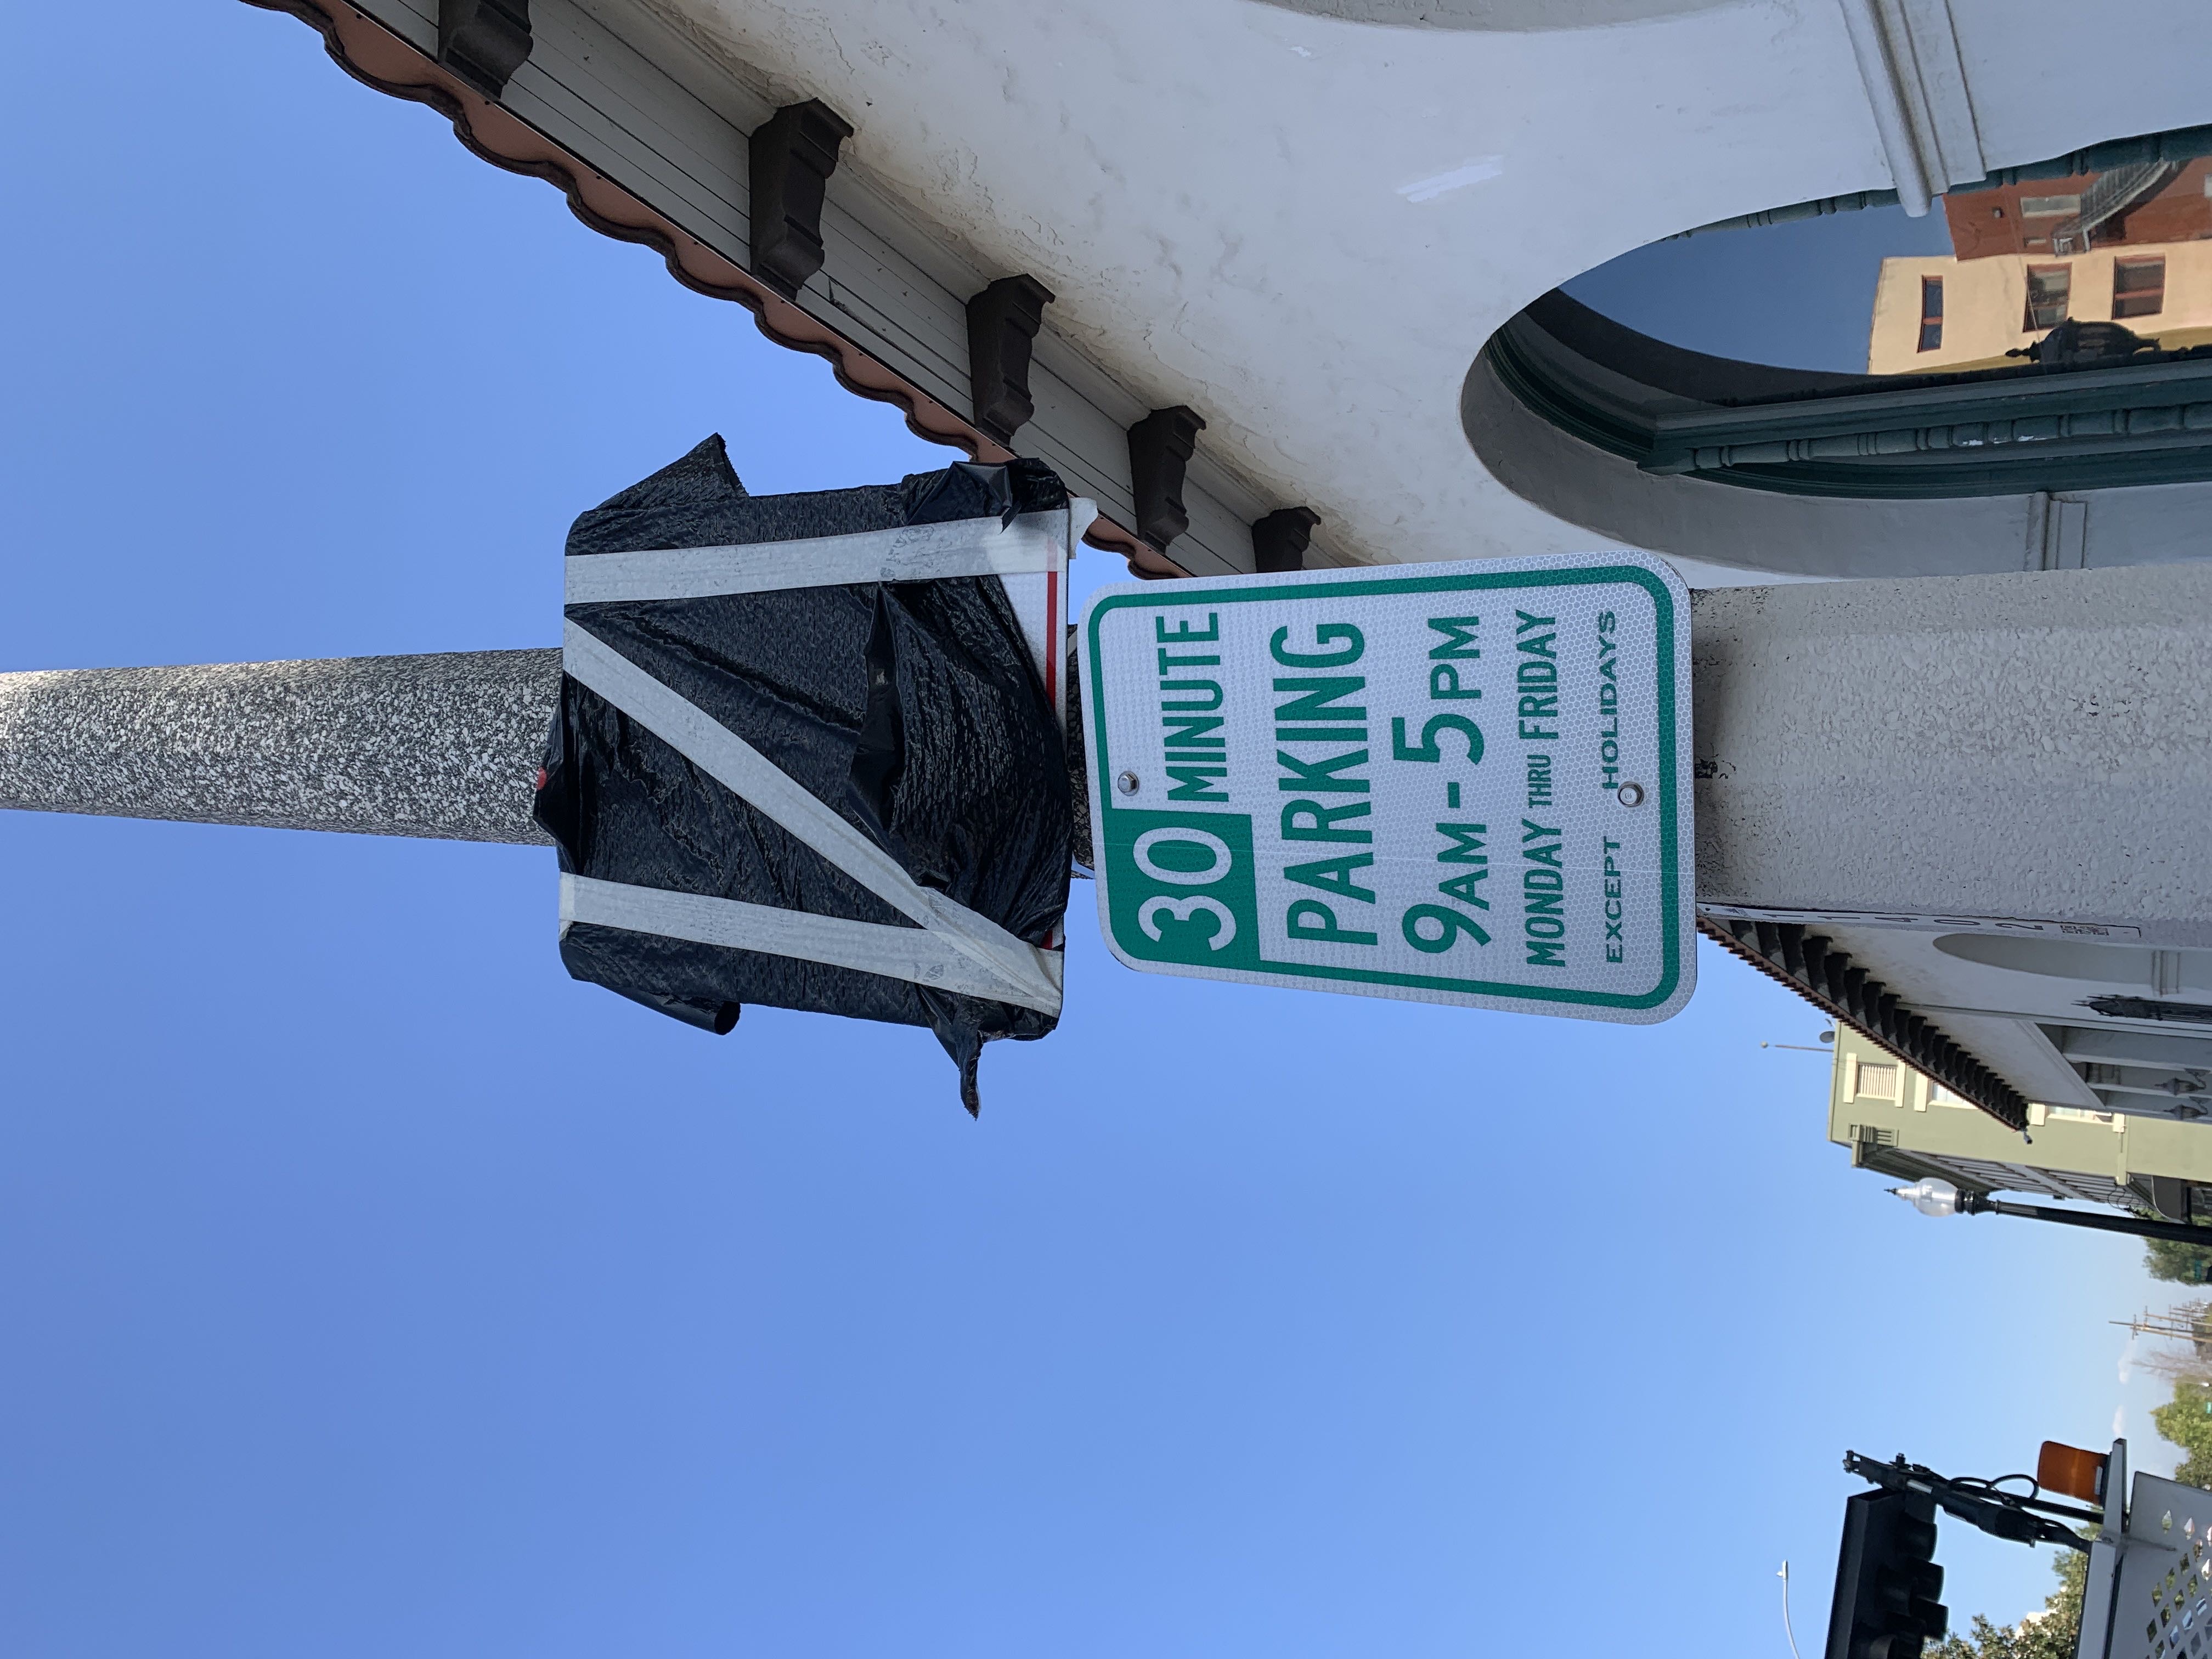 30 MINUTE
PARKING
9AM-5PM
MONDAY THRU FRIDAY
EXCEPT HOLIDAYS